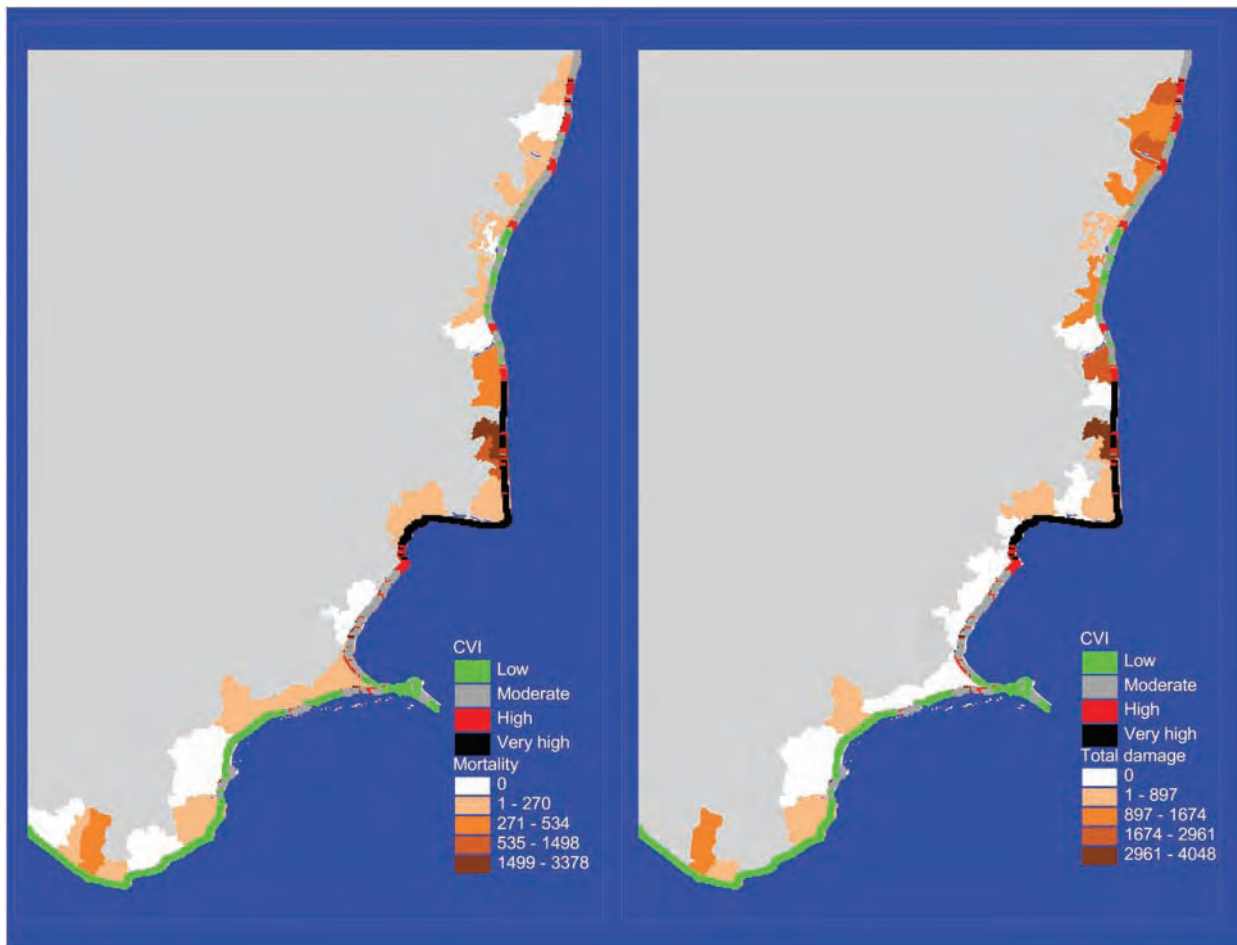 CVI
Low
Moderate
High
Very high
Mortality
0
1 - 270
271 - 534
535 - 1498
1499 - 3378
CVI
Low
Moderate
High
Very high
Total damage
0
1 - 897
897 - 1674
1674 - 2961
2961 - 4048